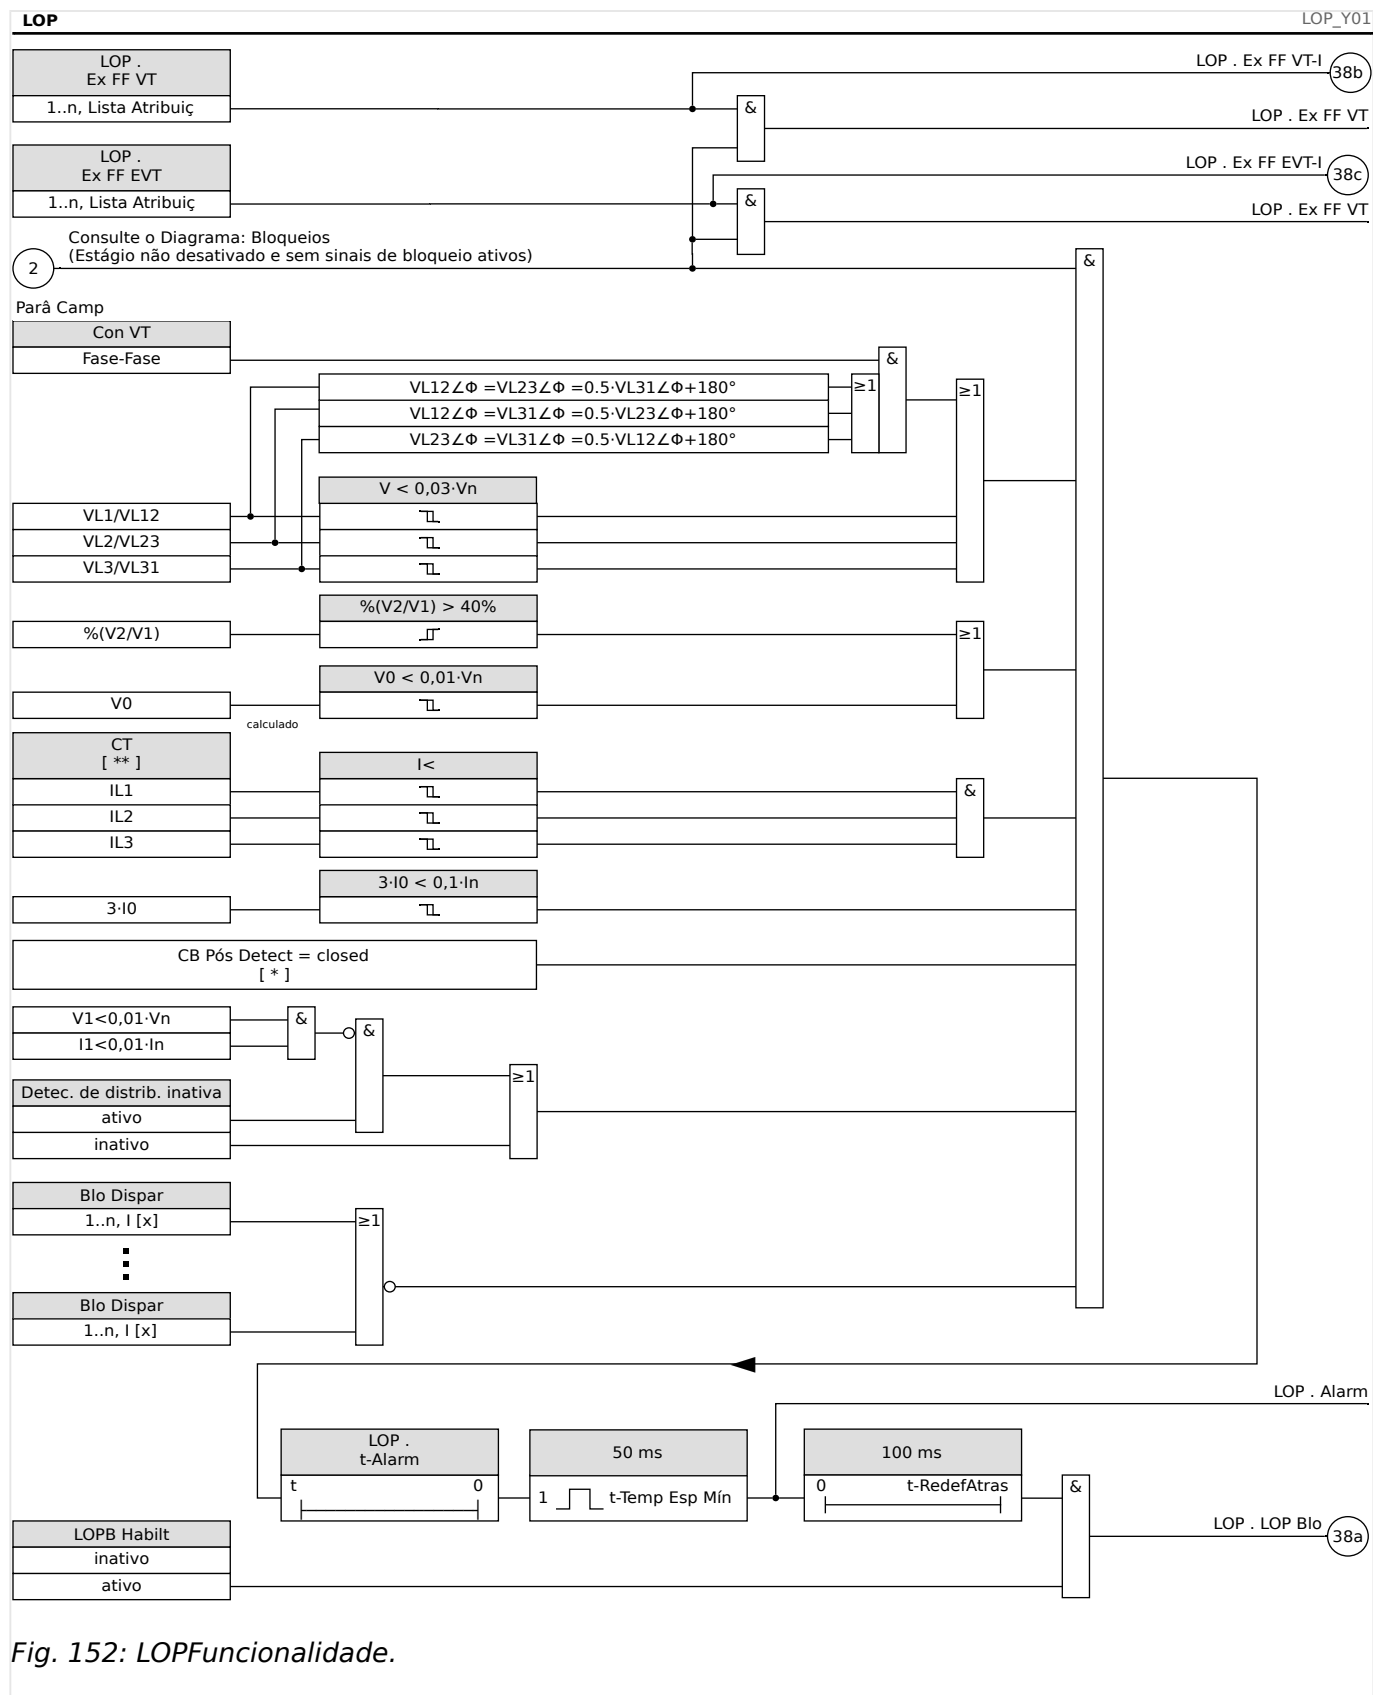 LOP
LOP_Y01
LOP .
Ex FF VT
1..n, Lista Atribuiç
LOP . Ex FF VT-I
38b
&
LOP . Ex FF VT
LOP .
Ex FF EVT
1..n, Lista Atribuiç
LOP . Ex FF EVT-I
38c
&
LOP . Ex FF VT
Consulte o Diagrama: Bloqueios
(Estágio não desativado e sem sinais de bloqueio ativos)
2
&
Parâ Camp
Con VT
Fase-Fase
&
VL12∠Φ =VL23∠Φ =0.5·VL31∠Φ+180°
≥1
≥1
VL12∠Φ =VL31∠Φ =0.5·VL23∠Φ+180°
VL23∠Φ =VL31∠Φ =0.5·VL12∠Φ+180°
V < 0,03·Vn
VL1/VL12
VL2/VL23
VL3/VL31
%(V2/V1) > 40%
%(V2/V1)
≥1
V0 < 0,01·Vn
V0
calculado
CT
[ ** ]
I<
IL1
&
IL2
IL3
3·I0 < 0,1·In
3·I0
CB Pós Detect = closed
[ * ]
V1<0,01·Vn
&
&
I1<0,01·In
≥1
Detec. de distrib. inativa
ativo
inativo
Blo Dispar
1..n, I [x]
≥1
Blo Dispar
1..n, I [x]
LOP . Alarm
LOP .
t-Alarm
50 ms
100 ms
t 0
1 t-Temp Esp Mín
0 t-RedefAtras
&
LOPB Habilt
inativo
ativo
LOP . LOP Blo
38a
Fig. 152: LOPFuncionalidade.